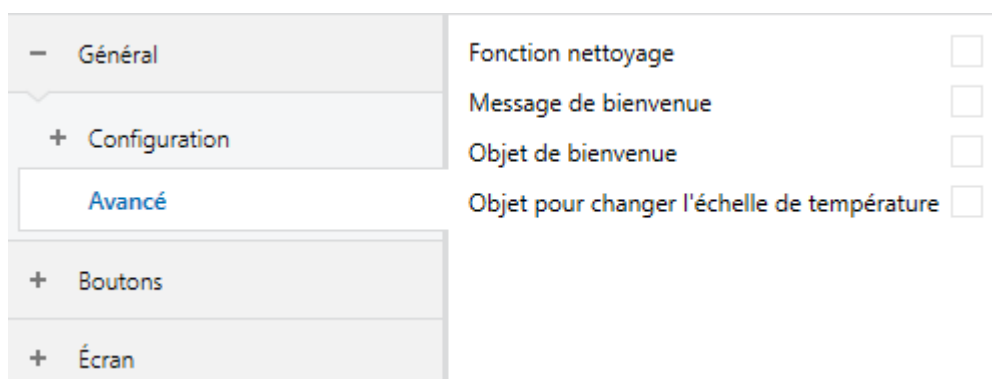 Général
Configuration
Avancé
Boutons
Écran
Fonction nettoyage
Message de bienvenue
Objet de bienvenue
Objet pour changer l'échelle de température